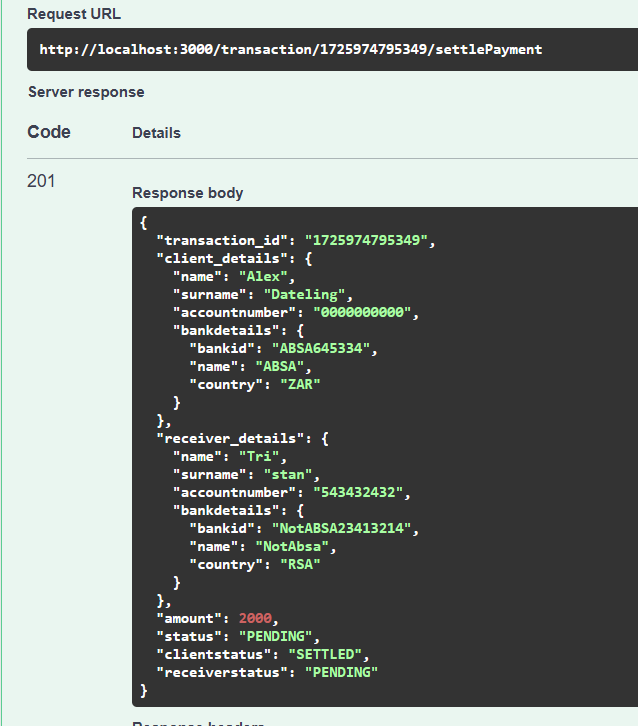 Request URL
http://localhost:3000/transaction/1725974795349/settlePayment
Server response
Code Details
201
Response body
{
  "transaction_id": "1725974795349",
  "client_details": {
    "name": "Alex",
    "surname": "Dateling",
    "accountnumber": "0000000000",
    "bankdetails": {
      "bankid": "ABSA645334",
      "name": "ABSA",
      "country": "ZAR"
    }
  },
  "receiver_details": {
    "name": "Tri",
    "surname": "stan",
    "accountnumber": "543432432",
    "bankdetails": {
      "bankid": "NotABSA23413214",
      "name": "NotAbsa",
      "country": "RSA"
    }
  },
  "amount": 2000,
  "status": "PENDING",
  "clientstatus": "SETTLED",
  "receiverstatus": "PENDING"
}
Response headers